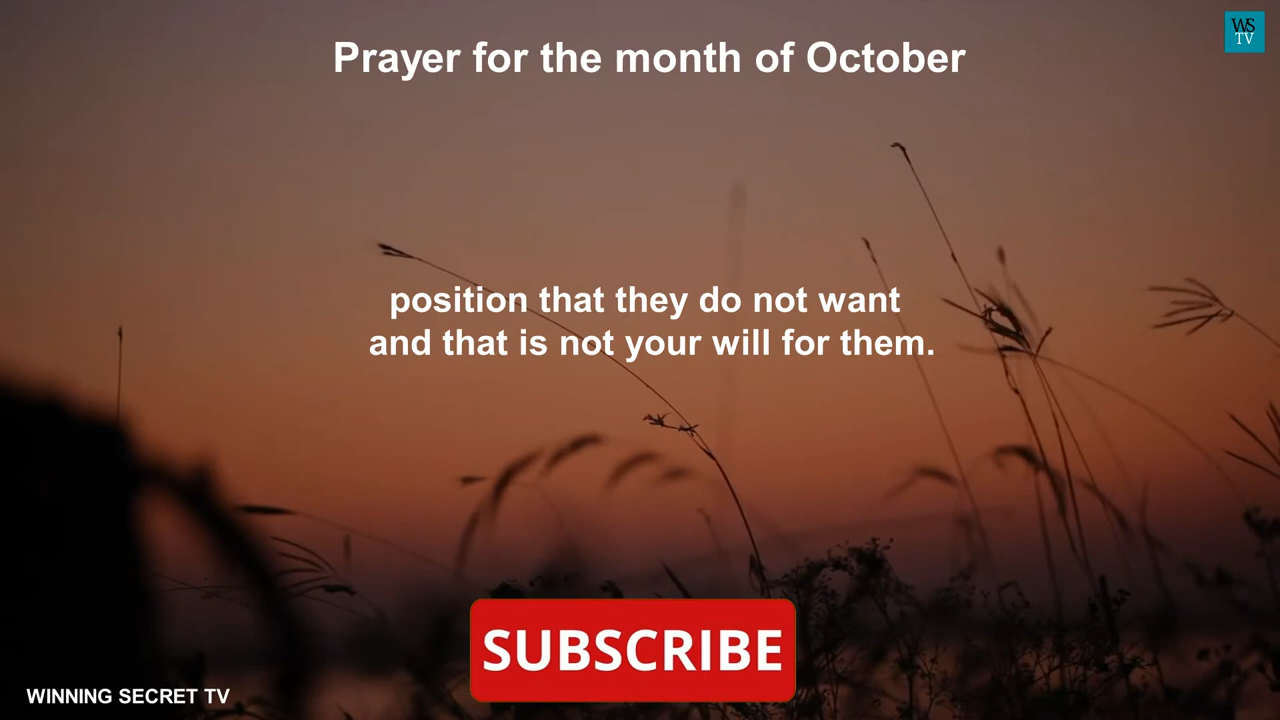 Prayer for the month of October
WS
TV
position that they do not want
and that is not your will for them.
SUBSCRIBE
WINNING SECRET TV